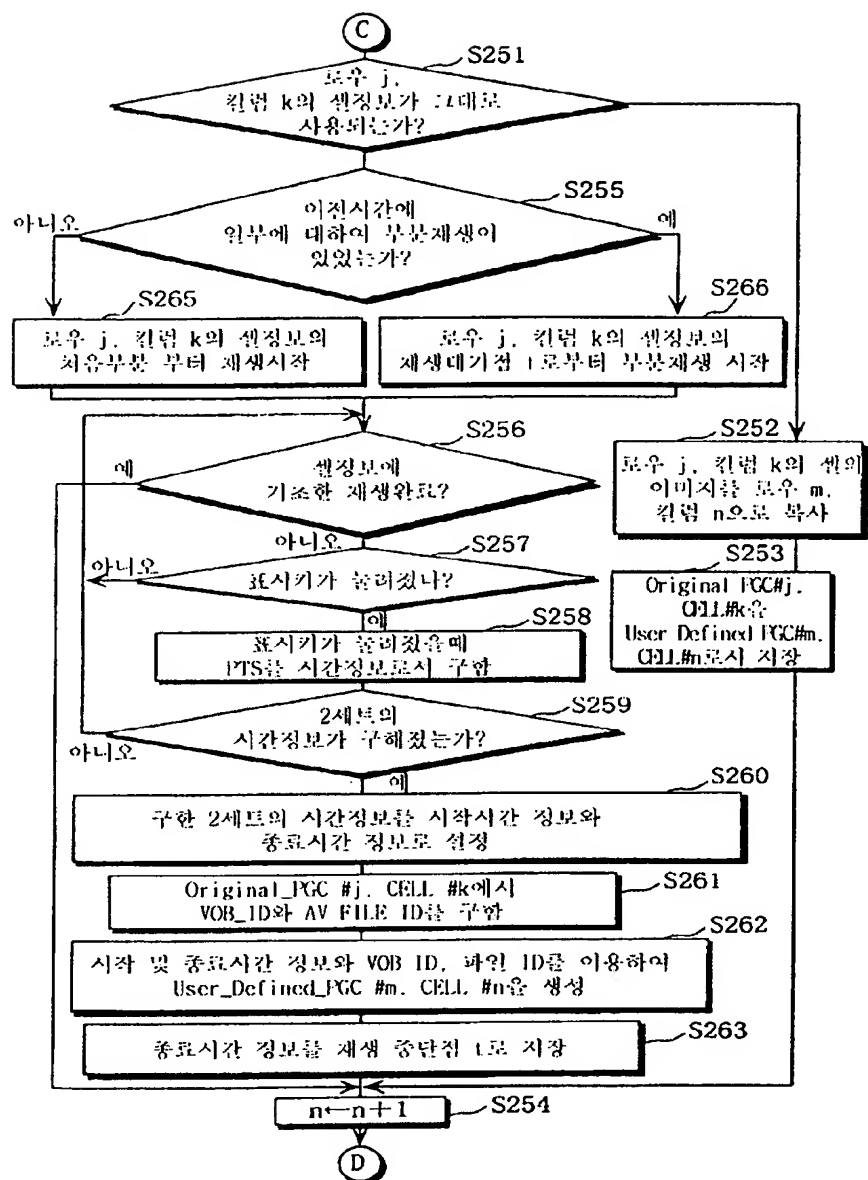 C
S251
로우 j,
컬럼 k의 셀정보가 그대로
사용되는가?
S255
아니오
이전시간에
일부에 대하여 부분재생이
있었는가?
예
S265
로우 j, 컬럼 k의 셀정보의
처음부분 부터 재생시작
S266
로우 j, 컬럼 k의 셀정보의
재생대기점 t로부터 부분재생 시작
S256
예
셀정보에
기초한 재생완료?
아니오
S252
로우 j, 컬럼 k의 셀의
이미지를 로우 m,
컬럼 n으로 복사
S257
아니오
표시키가 눌러졌나?
예
S253
Original_PGC#j,
CELL#k을
User_Defined_PGC#m,
CELL#n로서 저장
S258
표시키가 눌러졌을때
PTS를 시간정보로서 구함
S259
2세트의
시간정보가 구해졌는가?
아니오
예
S260
구한 2세트의 시간정보를 시작시간 정보와
종료시간 정보로 설정
S261
Original_PGC #j, CELL #k에서
VOB_ID와 AV FILE ID를 구함
S262
시작 및 종료시간 정보와 VOB ID, 파일 ID를 이용하여
User_Defined_PGC #m, CELL #n을 생성
S263
종료시간 정보를 재생 중단점 t로 저장
S254
n←n+1
D